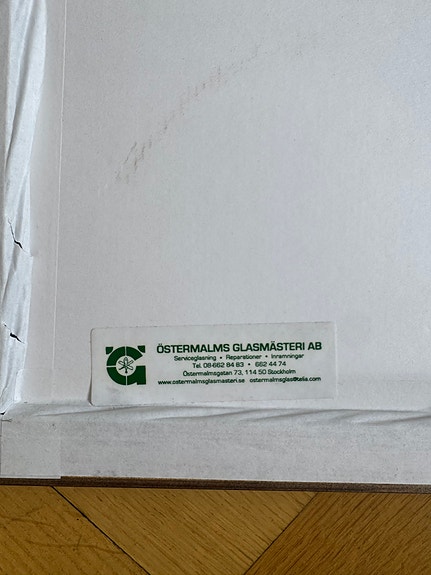 ÖSTERMALMS GLASMÄSTERI AB
Serviceglasning • Reparationer • Inramningar
Tel. 08-662 84 83 • 662 44 74
Östermalmsgatan 73, 114 50 Stockholm
www.ostermalmsglasmasteri.se ostermalmsglas@telia.com